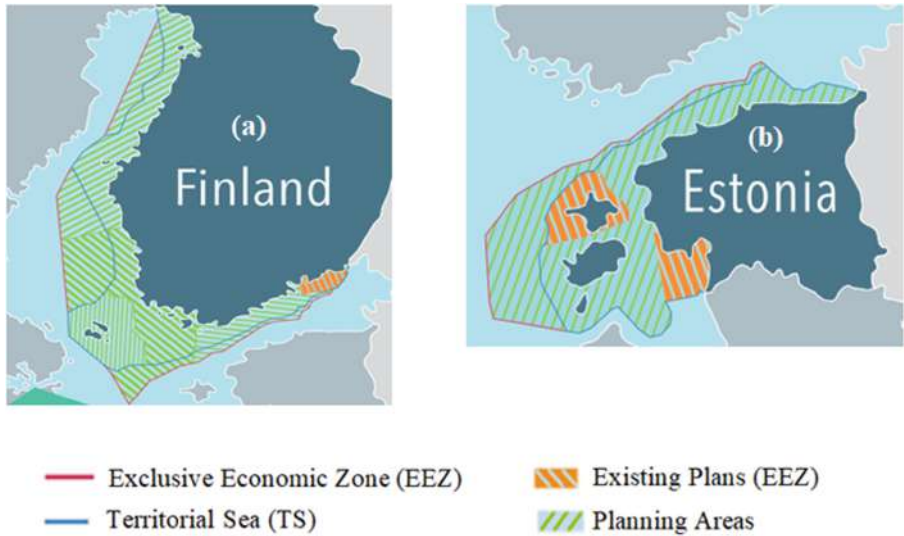 (a)
Finland
(b)
Estonia
Exclusive Economic Zone (EEZ)
Territorial Sea (TS)
Existing Plans (EEZ)
Planning Areas